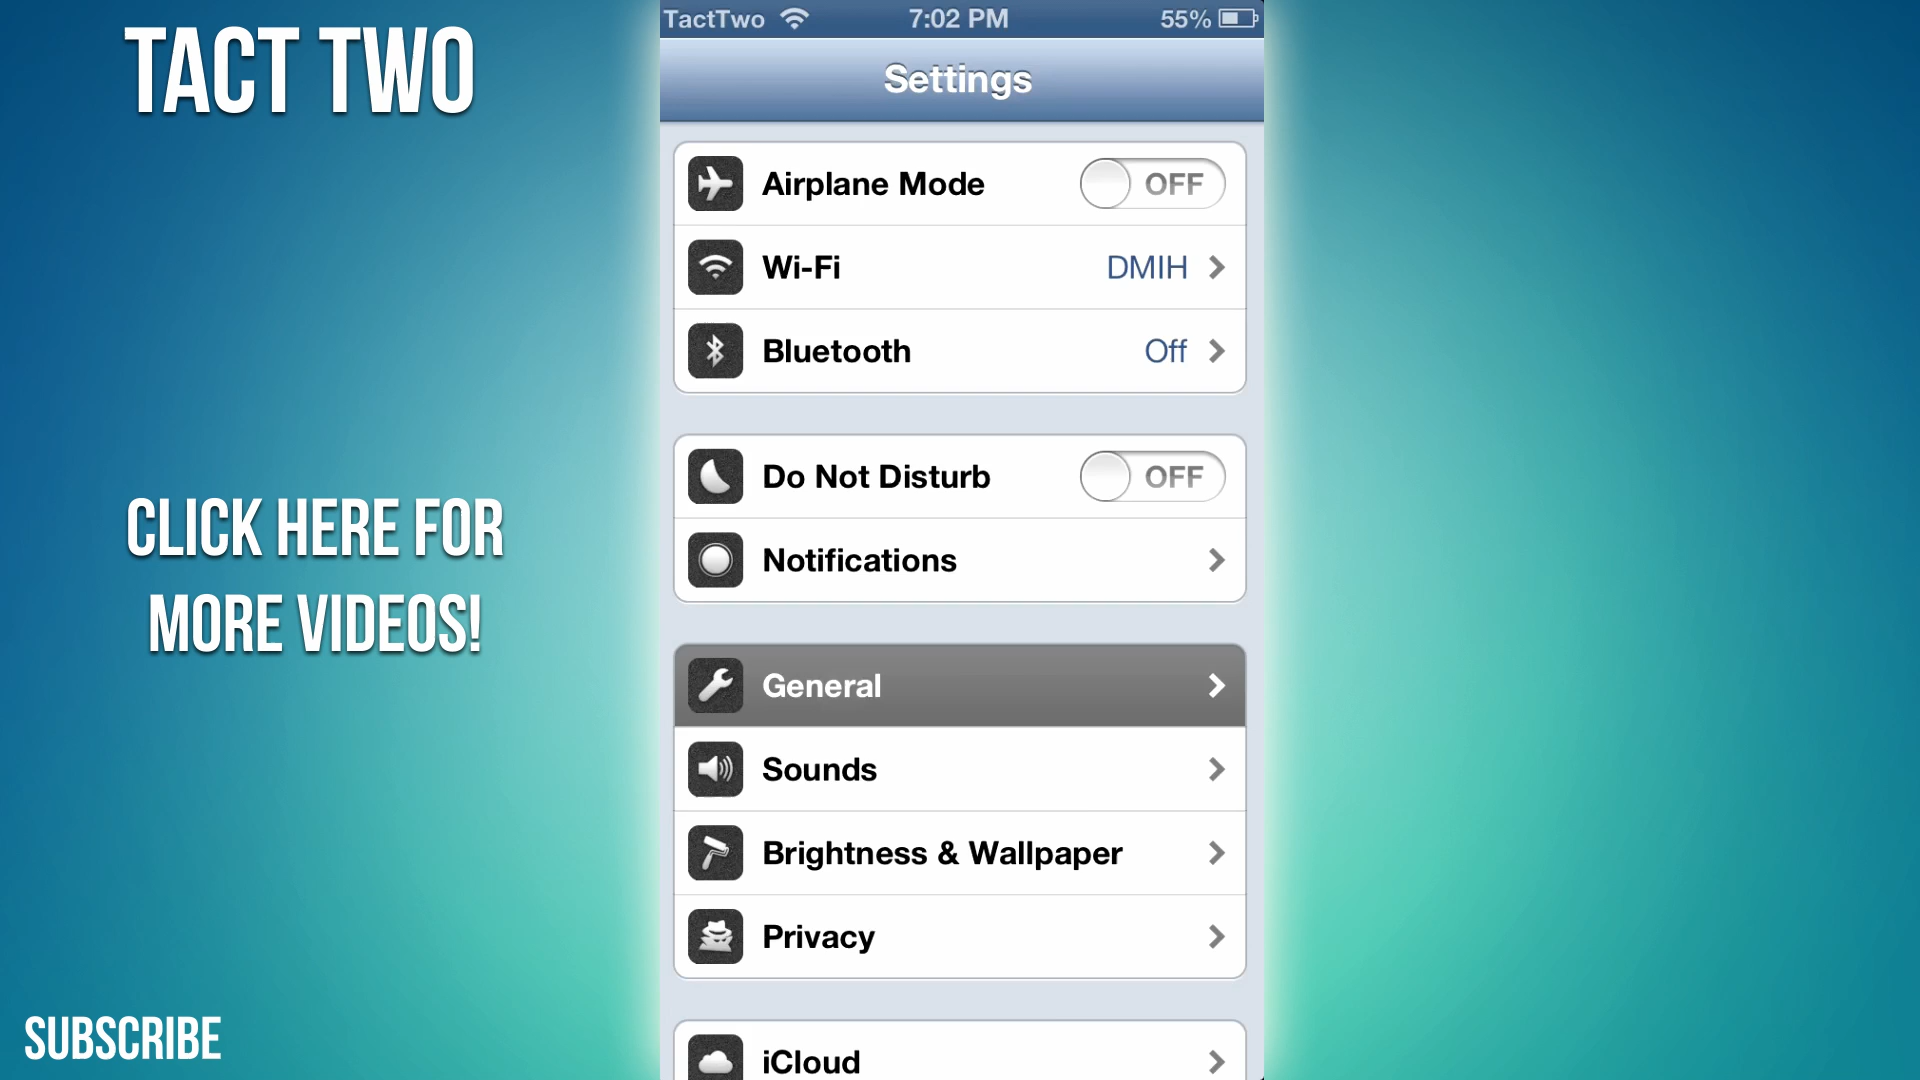 TACT TWO
CLICK HERE FOR
MORE VIDEOS!
SUBSCRIBE
TactTwo 7:02 PM 55%
Settings
Airplane Mode OFF
Wi-Fi DMIH
Bluetooth Off
Do Not Disturb OFF
Notifications
General
Sounds
Brightness & Wallpaper
Privacy
iCloud